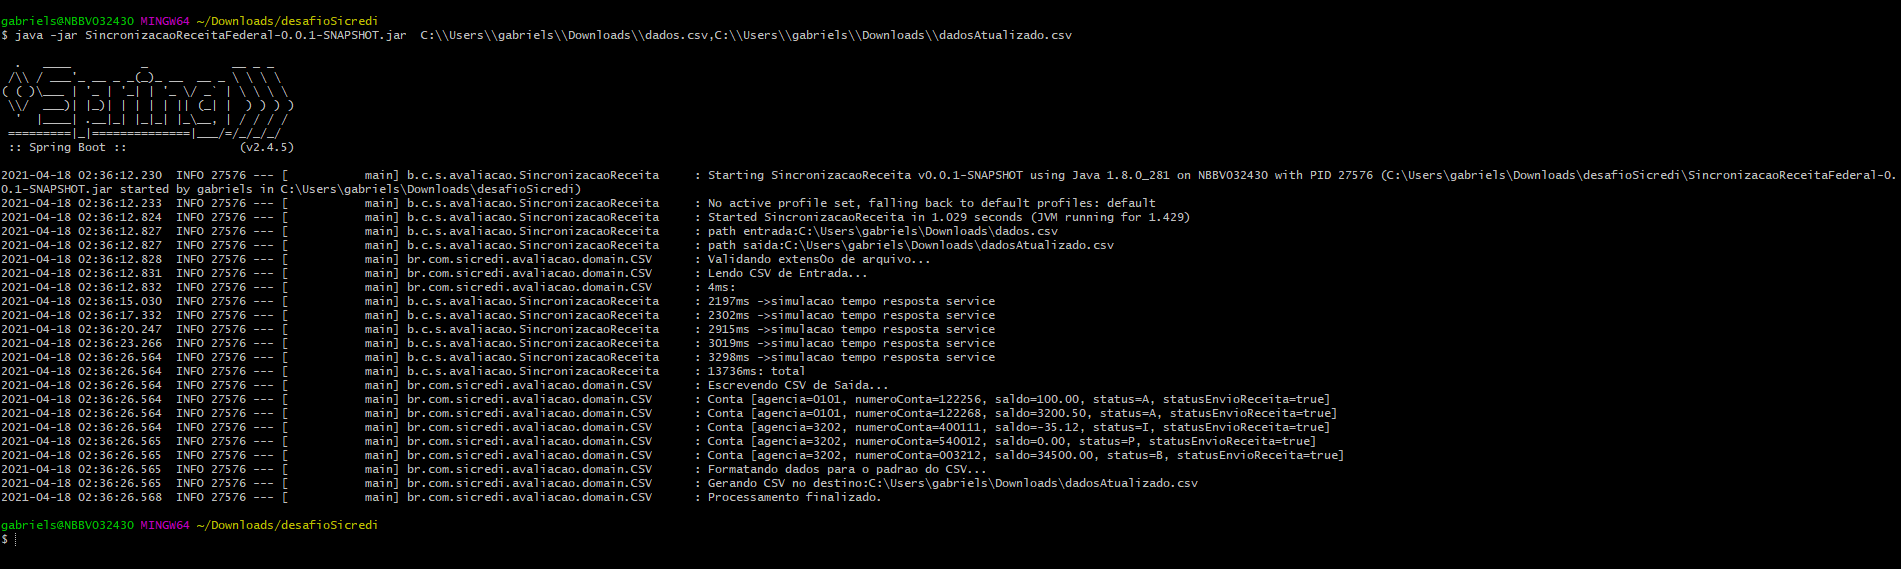 gabriels@NBBV032430 MINGW64 ~/Downloads/desafioSicredi
$ java -jar SincronizacaoReceitaFederal-0.0.1-SNAPSHOT.jar  C:\\Users\\gabriels\\Downloads\\dados.csv,C:\\Users\\gabriels\\Downloads\\dadosAtualizado.csv
  .   ____          _            __ _ _
 /\\ / ___'_ __ _ _(_)_ __  __ _ \ \ \ \
( ( )\___ | '_ | '_| | '_ \/ _` | \ \ \ \
 \\/  ___)| |_)| | | | | || (_| |  ) ) ) )
  '  |____| .__|_| |_|_| |_\__, | / / / /
 =========|_|==============|___/=/_/_/_/
 :: Spring Boot ::                (v2.4.5)
2021-04-18 02:36:12.230  INFO 27576 --- [           main] b.c.s.avaliacao.SincronizacaoReceita     : Starting SincronizacaoReceita v0.0.1-SNAPSHOT using Java 1.8.0_281 on NBBV032430 with PID 27576 (C:\Users\gabriels\Downloads\desafioSicredi\SincronizacaoReceitaFederal-0.
0.1-SNAPSHOT.jar started by gabriels in C:\Users\gabriels\Downloads\desafioSicredi)
2021-04-18 02:36:12.233  INFO 27576 --- [           main] b.c.s.avaliacao.SincronizacaoReceita     : No active profile set, falling back to default profiles: default
2021-04-18 02:36:12.824  INFO 27576 --- [           main] b.c.s.avaliacao.SincronizacaoReceita     : Started SincronizacaoReceita in 1.029 seconds (JVM running for 1.429)
2021-04-18 02:36:12.827  INFO 27576 --- [           main] b.c.s.avaliacao.SincronizacaoReceita     : path entrada:C:\Users\gabriels\Downloads\dados.csv
2021-04-18 02:36:12.827  INFO 27576 --- [           main] b.c.s.avaliacao.SincronizacaoReceita     : path saida:C:\Users\gabriels\Downloads\dadosAtualizado.csv
2021-04-18 02:36:12.828  INFO 27576 --- [           main] br.com.sicredi.avaliacao.domain.CSV      : Validando extensÒo de arquivo...
2021-04-18 02:36:12.831  INFO 27576 --- [           main] br.com.sicredi.avaliacao.domain.CSV      : Lendo CSV de Entrada...
2021-04-18 02:36:12.832  INFO 27576 --- [           main] br.com.sicredi.avaliacao.domain.CSV      : 4ms:
2021-04-18 02:36:15.030  INFO 27576 --- [           main] b.c.s.avaliacao.SincronizacaoReceita     : 2197ms ->simulacao tempo resposta service
2021-04-18 02:36:17.332  INFO 27576 --- [           main] b.c.s.avaliacao.SincronizacaoReceita     : 2302ms ->simulacao tempo resposta service
2021-04-18 02:36:20.247  INFO 27576 --- [           main] b.c.s.avaliacao.SincronizacaoReceita     : 2915ms ->simulacao tempo resposta service
2021-04-18 02:36:23.266  INFO 27576 --- [           main] b.c.s.avaliacao.SincronizacaoReceita     : 3019ms ->simulacao tempo resposta service
2021-04-18 02:36:26.564  INFO 27576 --- [           main] b.c.s.avaliacao.SincronizacaoReceita     : 3298ms ->simulacao tempo resposta service
2021-04-18 02:36:26.564  INFO 27576 --- [           main] b.c.s.avaliacao.SincronizacaoReceita     : 13736ms: total
2021-04-18 02:36:26.564  INFO 27576 --- [           main] br.com.sicredi.avaliacao.domain.CSV      : Escrevendo CSV de Saida...
2021-04-18 02:36:26.564  INFO 27576 --- [           main] br.com.sicredi.avaliacao.domain.CSV      : Conta [agencia=0101, numeroConta=122256, saldo=100.00, status=A, statusEnvioReceita=true]
2021-04-18 02:36:26.564  INFO 27576 --- [           main] br.com.sicredi.avaliacao.domain.CSV      : Conta [agencia=0101, numeroConta=122268, saldo=3200.50, status=A, statusEnvioReceita=true]
2021-04-18 02:36:26.564  INFO 27576 --- [           main] br.com.sicredi.avaliacao.domain.CSV      : Conta [agencia=3202, numeroConta=400111, saldo=-35.12, status=I, statusEnvioReceita=true]
2021-04-18 02:36:26.565  INFO 27576 --- [           main] br.com.sicredi.avaliacao.domain.CSV      : Conta [agencia=3202, numeroConta=540012, saldo=0.00, status=P, statusEnvioReceita=true]
2021-04-18 02:36:26.565  INFO 27576 --- [           main] br.com.sicredi.avaliacao.domain.CSV      : Conta [agencia=3202, numeroConta=003212, saldo=34500.00, status=B, statusEnvioReceita=true]
2021-04-18 02:36:26.565  INFO 27576 --- [           main] br.com.sicredi.avaliacao.domain.CSV      : Formatando dados para o padrao do CSV...
2021-04-18 02:36:26.565  INFO 27576 --- [           main] br.com.sicredi.avaliacao.domain.CSV      : Gerando CSV no destino:C:\Users\gabriels\Downloads\dadosAtualizado.csv
2021-04-18 02:36:26.568  INFO 27576 --- [           main] br.com.sicredi.avaliacao.domain.CSV      : Processamento finalizado.
gabriels@NBBV032430 MINGW64 ~/Downloads/desafioSicredi
$